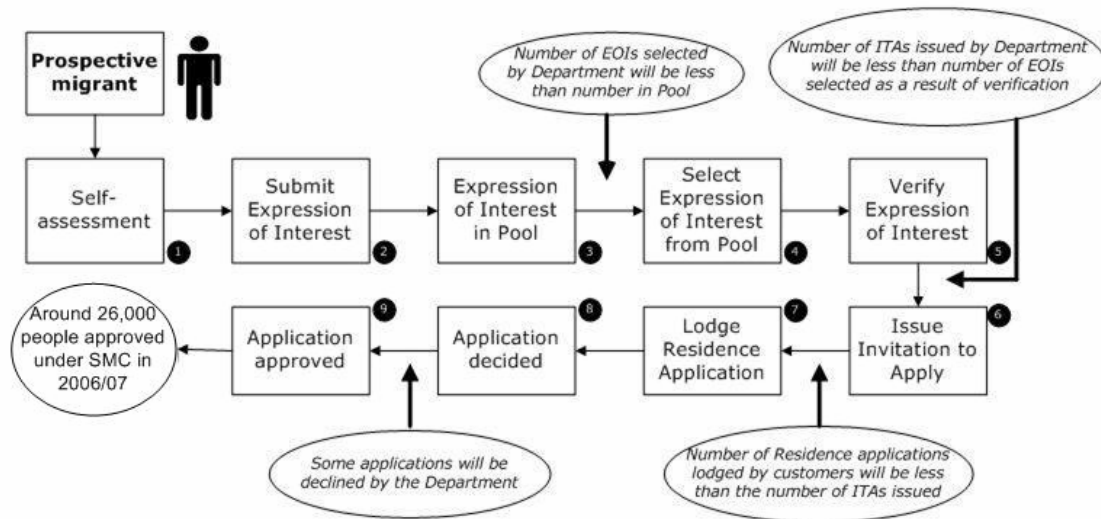 Prospective
migrant
Number of EOIs selected
by Department will be less
than number in Pool
Number of ITAs issued by Department
will be less than number of EOIs
selected as a result of verification
Self-
assessment
1
Submit
Expression
of Interest
2
Expression
of Interest
in Pool
3
Select
Expression
of Interest
from Pool
4
Verify
Expression
of Interest
5
Issue
Invitation to
Apply
6
Lodge
Residence
Application
7
Application
decided
8
Application
approved
9
Around 26,000
people approved
under SMC in
2006/07
Some applications will be
declined by the Department
Number of Residence applications
lodged by customers will be less
than the number of ITAs issued